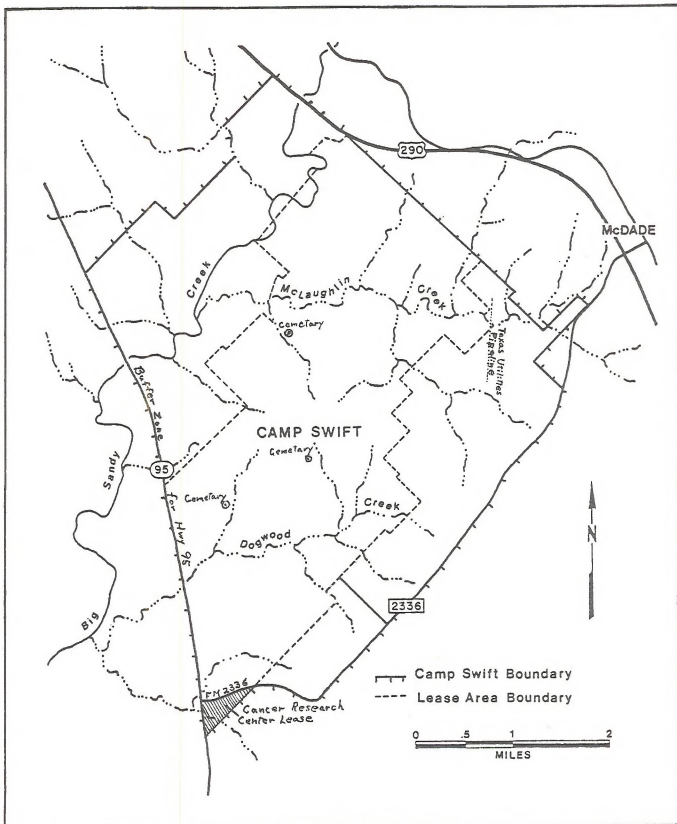 290
McDADE
Creek
McLaughlin
Creek
Cemetary
Texas Utilities
Pipeline
Buffer Zone
for Hwy 95
CAMP SWIFT
95
Sandy
Cemetary
Cemetary
Creek
Dogwood
Big
2336
N
FM 2336
Cancer Research
Center Lease
Camp Swift Boundary
Lease Area Boundary
0 .5 1 2
MILES